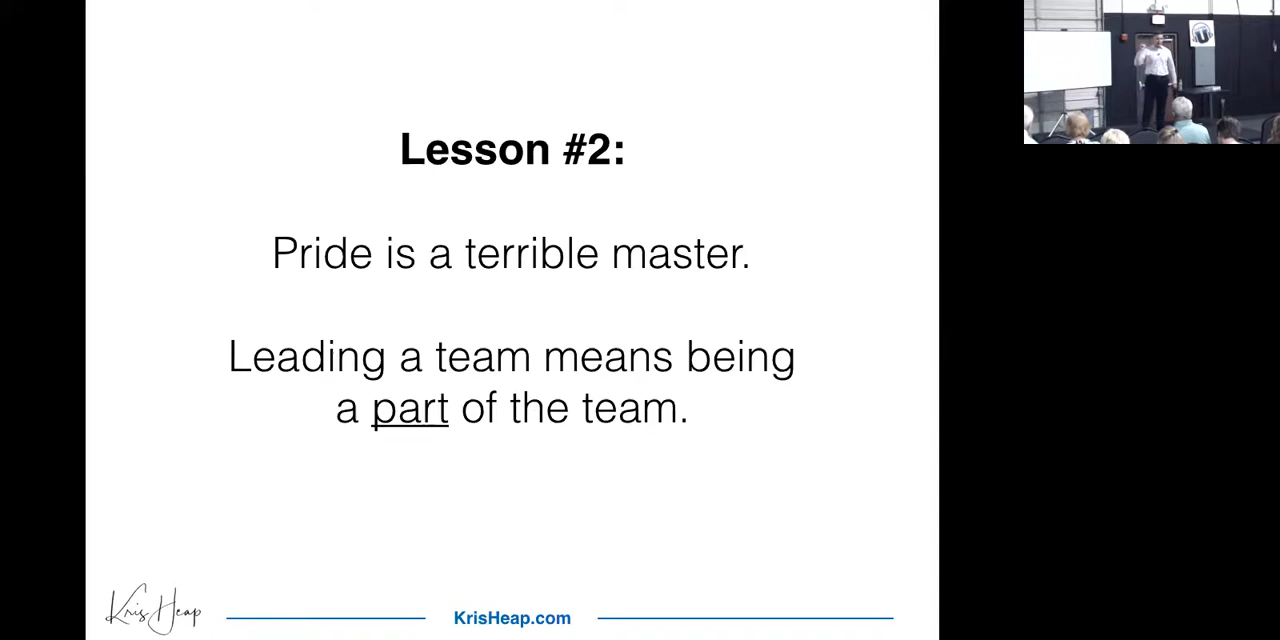 Lesson #2:
Pride is a terrible master.
Leading a team means being
a part of the team.
Kris Heap
KrisHeap.com
U